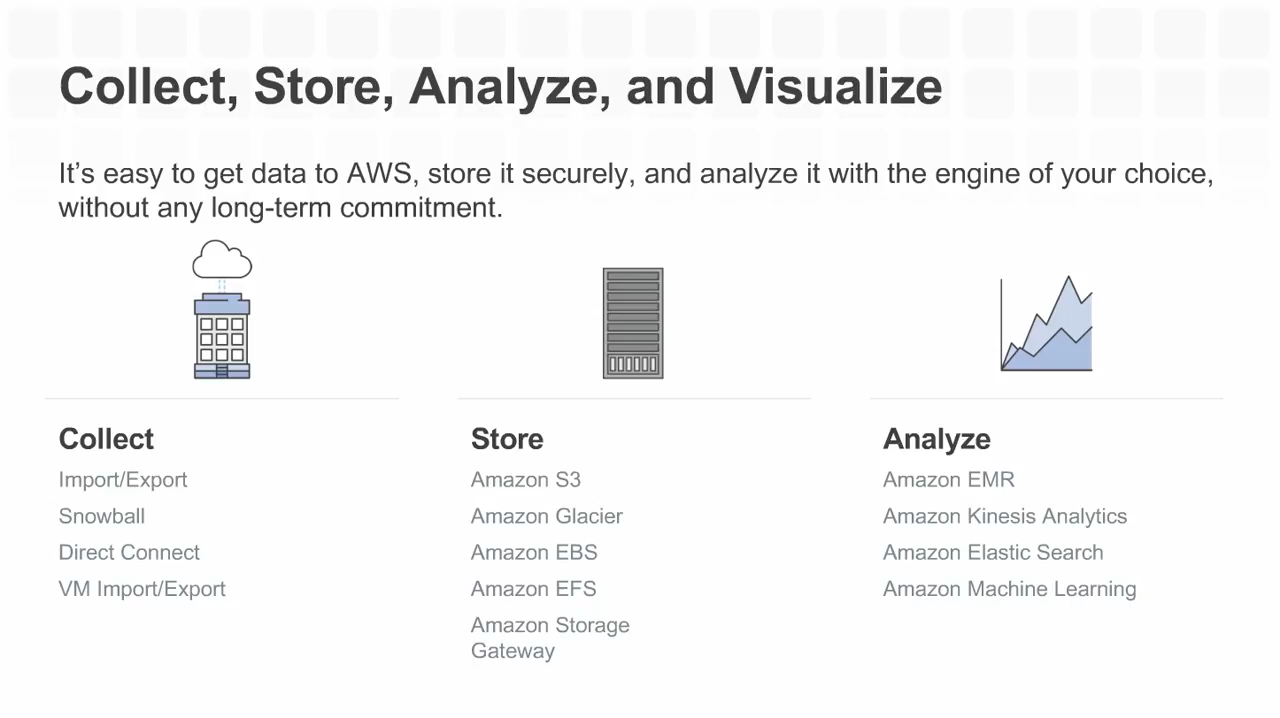 Collect, Store, Analyze, and Visualize
It's easy to get data to AWS, store it securely, and analyze it with the engine of your choice,
without any long-term commitment.
Collect
Import/Export
Snowball
Direct Connect
VM Import/Export
Store
Amazon S3
Amazon Glacier
Amazon EBS
Amazon EFS
Amazon Storage
Gateway
Analyze
Amazon EMR
Amazon Kinesis Analytics
Amazon Elastic Search
Amazon Machine Learning